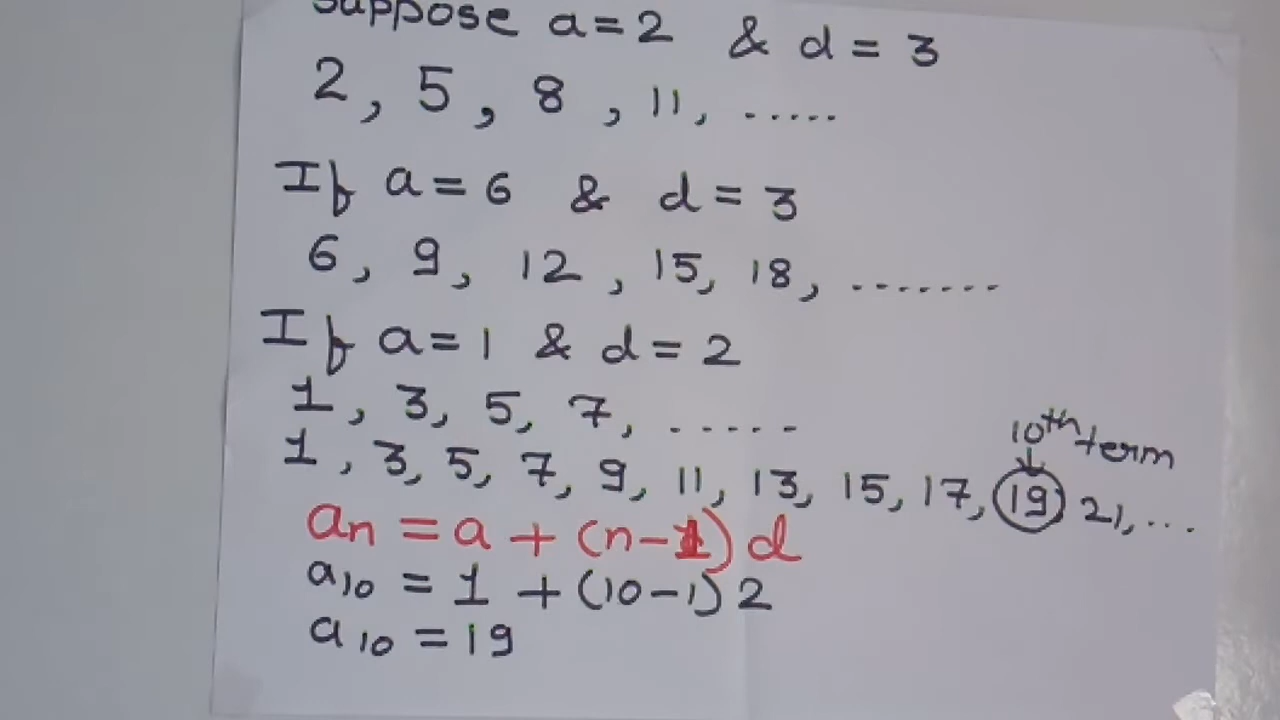 Suppose a = 2 & d = 3
2, 5, 8, 11, .....
If a = 6 & d = 3
6, 9, 12, 15, 18, .......
If a = 1 & d = 2
1, 3, 5, 7, .....
10th term
1, 3, 5, 7, 9, 11, 13, 15, 17, 19, 21, ...
an = a + (n-1) d
a10 = 1 + (10-1) 2
a10 = 19